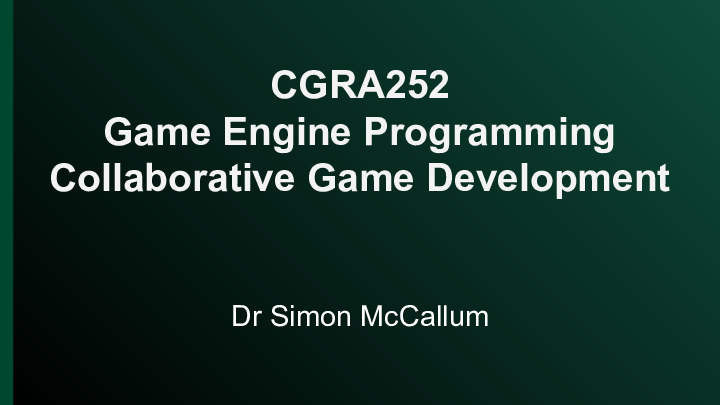 CGRA252
Game Engine Programming
Collaborative Game Development
Dr Simon McCallum